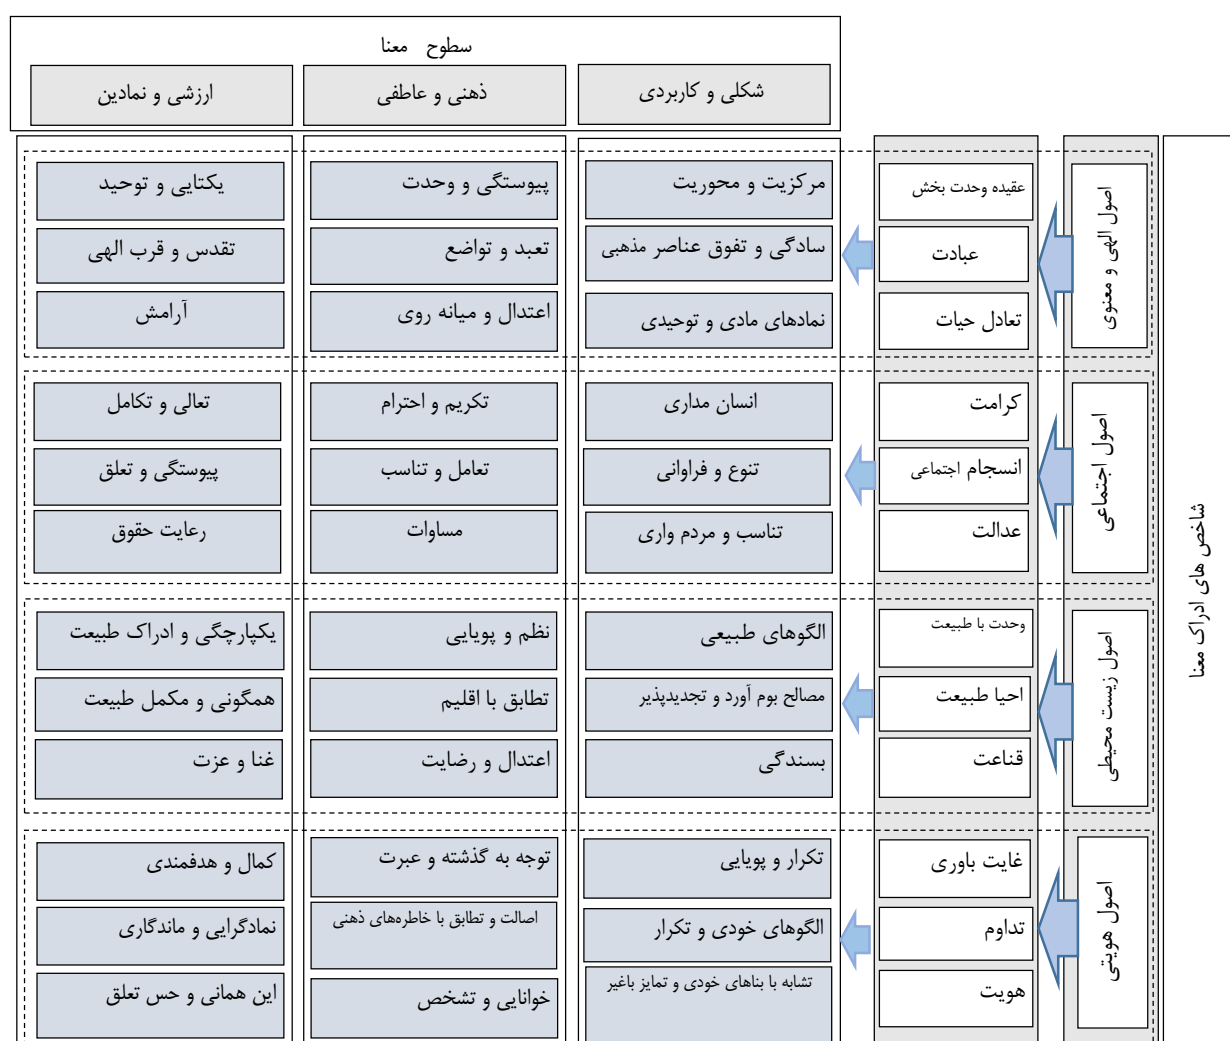 سطوح معنا
شکلی و کاربردی
ذهنی و عاطفی
ارزشی و نمادین
شاخص های ادراک معنا
اصول الهی و معنوی
عقیده وحدت بخش
مرکزیت و محوریت
پیوستگی و وحدت
یکتایی و توحید
عبادت
سادگی و تفوق عناصر مذهبی
تعبد و تواضع
تقدس و قرب الهی
تعادل حیات
نمادهای مادی و توحیدی
اعتدال و میانه روی
آرامش
اصول اجتماعی
کرامت
انسان مداری
تکریم و احترام
تعالی و تکامل
انسجام اجتماعی
تنوع و فراوانی
تعامل و تناسب
پیوستگی و تعلق
عدالت
تناسب و مردم واری
مساوات
رعایت حقوق
اصول زیست محیطی
وحدت با طبیعت
الگوهای طبیعی
نظم و پویایی
یکپارچگی و ادراک طبیعت
احیا طبیعت
مصالح بوم آورد و تجدیدپذیر
تطابق با اقلیم
همگونی و مکمل طبیعت
قناعت
بسندگی
اعتدال و رضایت
غنا و عزت
اصول هویتی
غایت باوری
تکرار و پویایی
توجه به گذشته و عبرت
کمال و هدفمندی
تداوم
الگوهای خودی و تکرار
اصالت و تطابق با خاطره‌های ذهنی
نمادگرایی و ماندگاری
هویت
تشابه با بناهای خودی و تمایز باغیر
خوانایی و تشخص
این همانی و حس تعلق